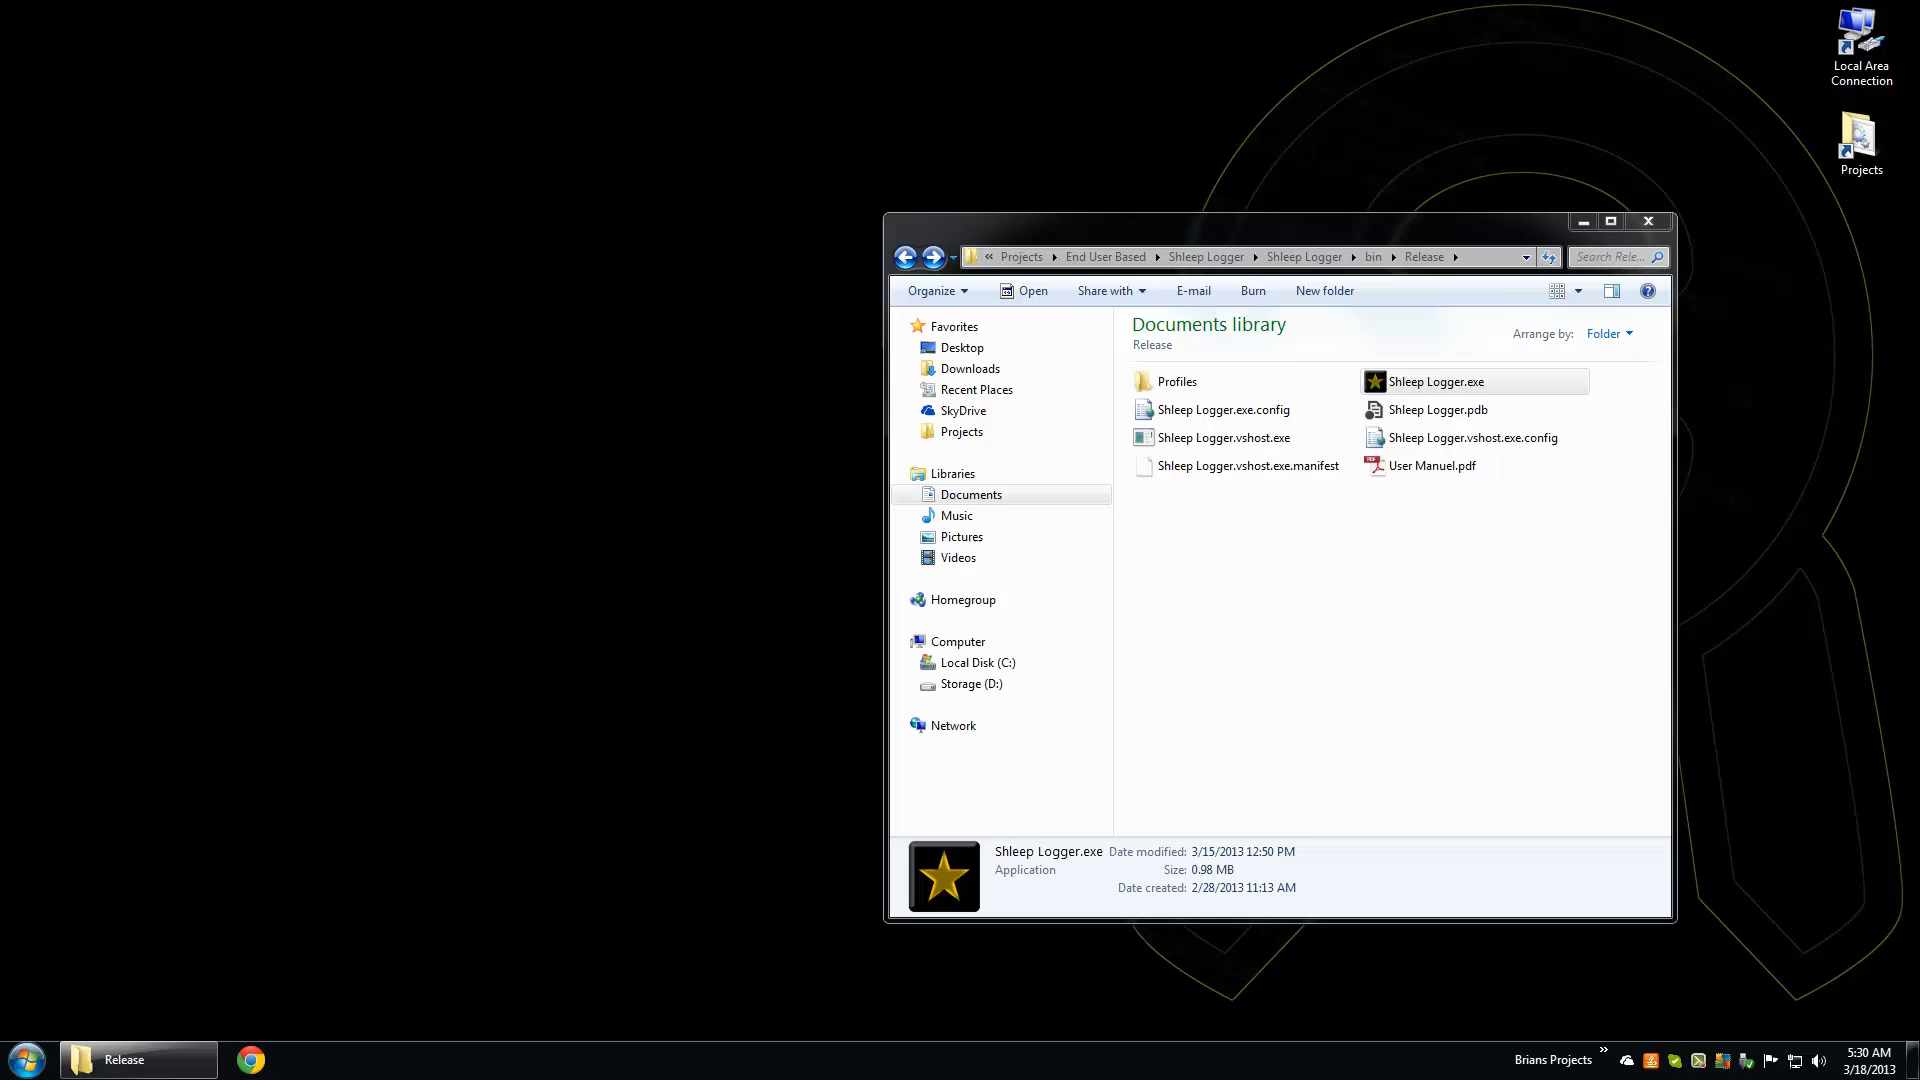 Local Area
Connection
Projects
« Projects End User Based Shleep Logger Shleep Logger bin Release
Search Rele...
Organize Open Share with E-mail Burn New folder
Favorites
Desktop
Downloads
Recent Places
SkyDrive
Projects
Libraries
Documents
Music
Pictures
Videos
Homegroup
Computer
Local Disk (C:)
Storage (D:)
Network
Documents library
Release
Arrange by: Folder
Profiles
Shleep Logger.exe
Shleep Logger.exe.config
Shleep Logger.pdb
Shleep Logger.vshost.exe
Shleep Logger.vshost.exe.config
Shleep Logger.vshost.exe.manifest
User Manuel.pdf
Shleep Logger.exe Date modified: 3/15/2013 12:50 PM
Application Size: 0.98 MB
Date created: 2/28/2013 11:13 AM
Release
Brians Projects »
5:30 AM
3/18/2013